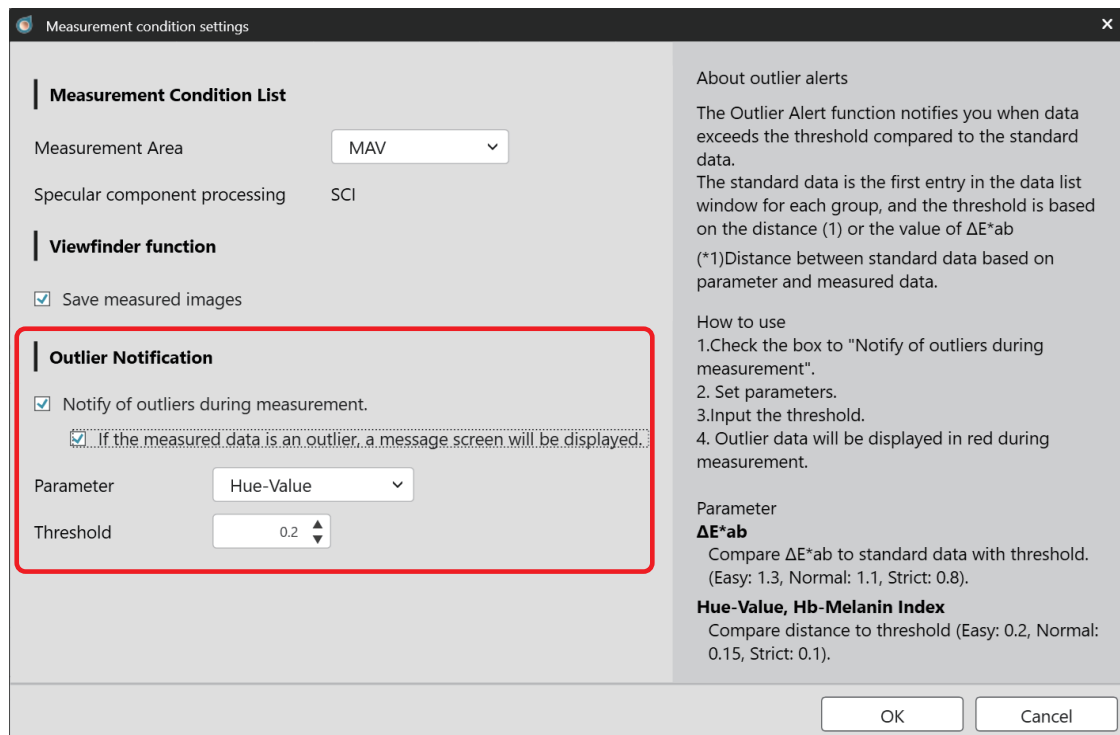 Measurement condition settings
Measurement Condition List
Measurement Area
MAV
Specular component processing
SCI
Viewfinder function
Save measured images
Outlier Notification
Notify of outliers during measurement.
If the measured data is an outlier, a message screen will be displayed.
Parameter
Hue-Value
Threshold
0.2
About outlier alerts
The Outlier Alert function notifies you when data
exceeds the threshold compared to the standard
data.
The standard data is the first entry in the data list
window for each group, and the threshold is based
on the distance (1) or the value of ΔE*ab
(*1)Distance between standard data based on
parameter and measured data.
How to use
1.Check the box to "Notify of outliers during
measurement".
2. Set parameters.
3.Input the threshold.
4. Outlier data will be displayed in red during
measurement.
Parameter
ΔE*ab
Compare ΔE*ab to standard data with threshold.
(Easy: 1.3, Normal: 1.1, Strict: 0.8).
Hue-Value, Hb-Melanin Index
Compare distance to threshold (Easy: 0.2, Normal:
0.15, Strict: 0.1).
OK
Cancel